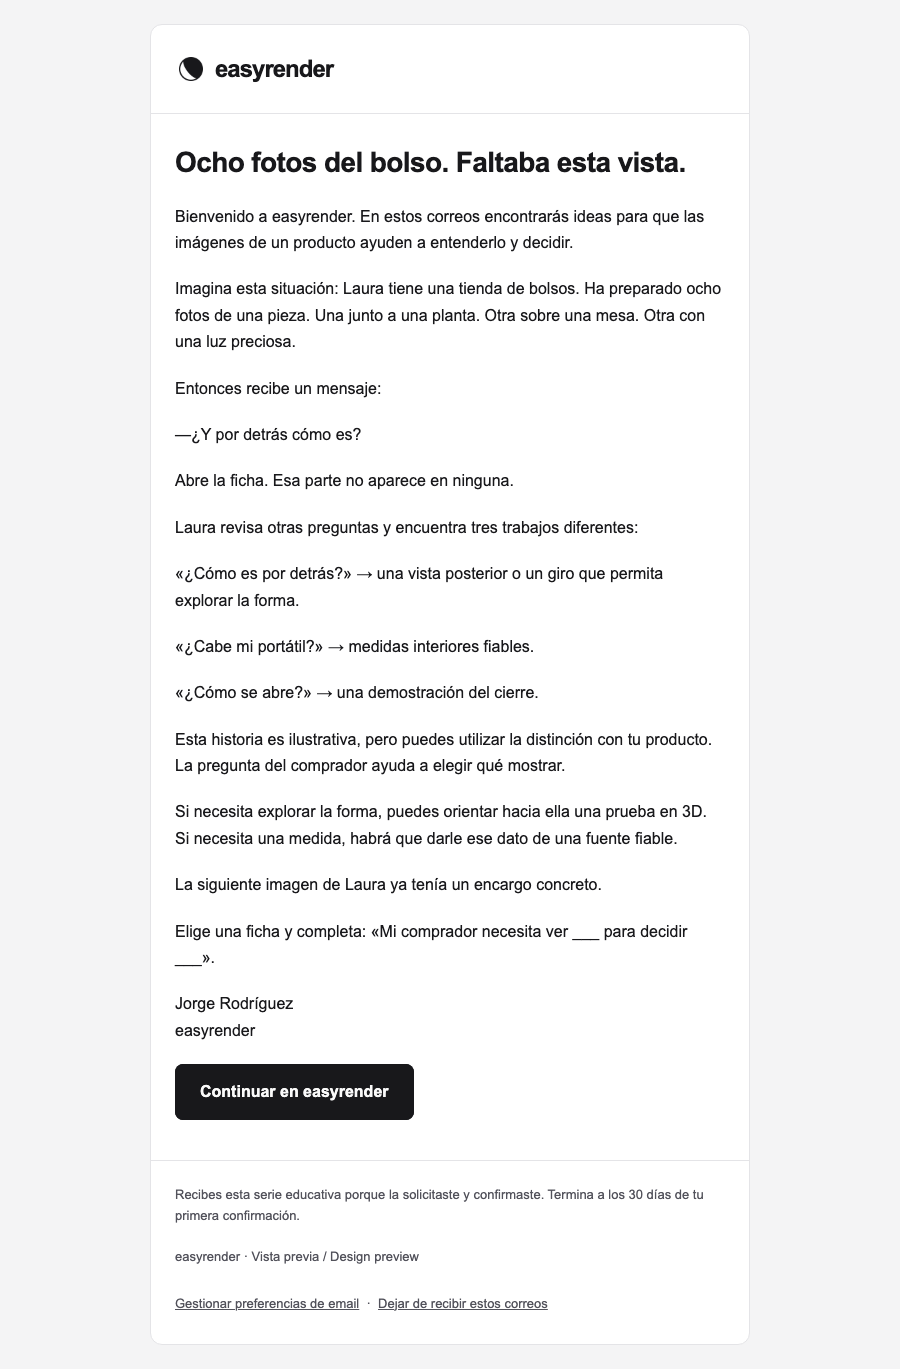 easyrender
Ocho fotos del bolso. Faltaba esta vista.
Bienvenido a easyrender. En estos correos encontrarás ideas para que las
imágenes de un producto ayuden a entenderlo y decidir.
Imagina esta situación: Laura tiene una tienda de bolsos. Ha preparado ocho
fotos de una pieza. Una junto a una planta. Otra sobre una mesa. Otra con
una luz preciosa.
Entonces recibe un mensaje:
—¿Y por detrás cómo es?
Abre la ficha. Esa parte no aparece en ninguna.
Laura revisa otras preguntas y encuentra tres trabajos diferentes:
«¿Cómo es por detrás?» → una vista posterior o un giro que permita
explorar la forma.
«¿Cabe mi portátil?» → medidas interiores fiables.
«¿Cómo se abre?» → una demostración del cierre.
Esta historia es ilustrativa, pero puedes utilizar la distinción con tu producto.
La pregunta del comprador ayuda a elegir qué mostrar.
Si necesita explorar la forma, puedes orientar hacia ella una prueba en 3D.
Si necesita una medida, habrá que darle ese dato de una fuente fiable.
La siguiente imagen de Laura ya tenía un encargo concreto.
Elige una ficha y completa: «Mi comprador necesita ver ___ para decidir
___».
Jorge Rodríguez
easyrender
Continuar en easyrender
Recibes esta serie educativa porque la solicitaste y confirmaste. Termina a los 30 días de tu
primera confirmación.
easyrender · Vista previa / Design preview
Gestionar preferencias de email · Dejar de recibir estos correos